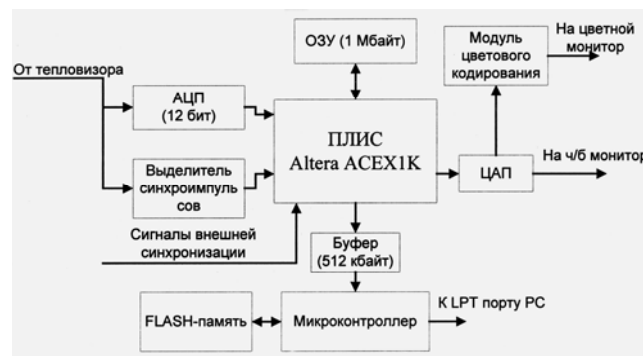 ОЗУ (1 Мбайт)
Модуль
цветового
кодирования
На цветной
монитор
От тепловизора
АЦП
(12 бит)
ПЛИС
Altera ACEX1K
Выделитель
синхроимпуль
сов
ЦАП
На ч/б монитор
Сигналы внешней
синхронизации
Буфер
(512 кбайт)
FLASH-память
Микроконтроллер
К LPT порту PC